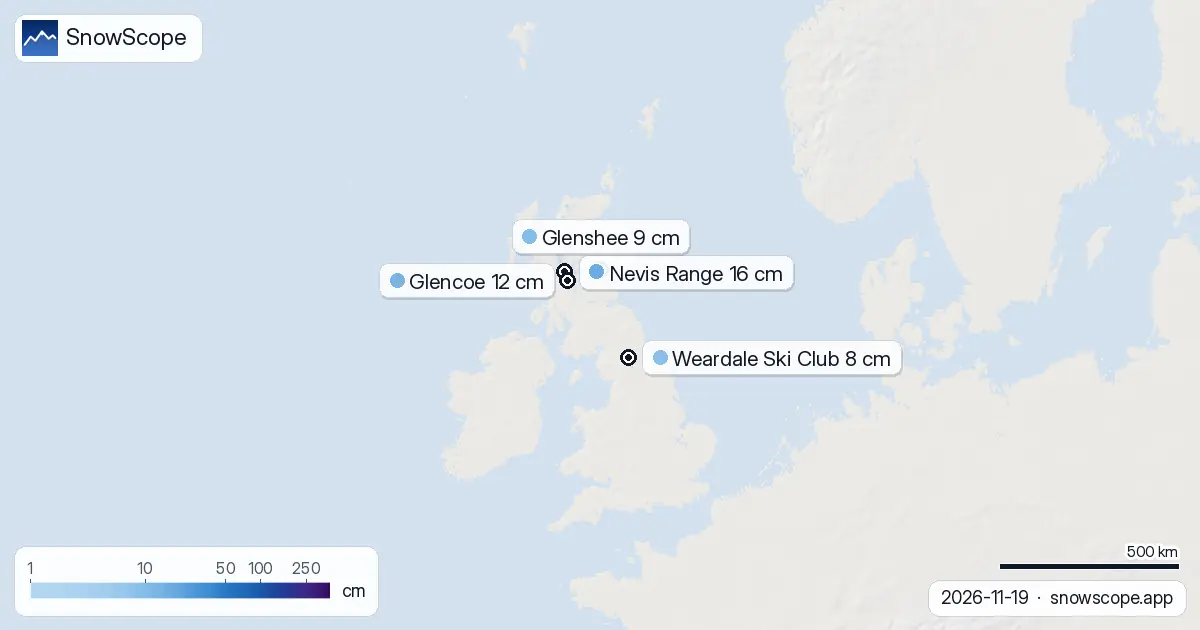 SnowScope
Glenshee 9 cm
Glencoe 12 cm
Nevis Range 16 cm
Weardale Ski Club 8 cm
1 10 50 100 250
cm
500 km
2026-11-19 · snowscope.app